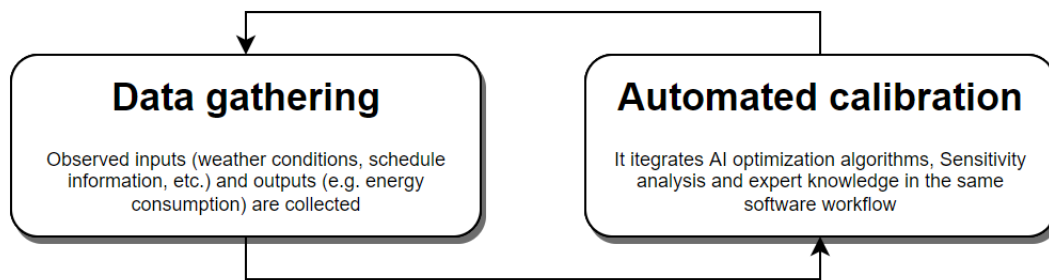 Data gathering
Observed inputs (weather conditions, schedule
information, etc.) and outputs (e.g. energy
consumption) are collected
Automated calibration
It itegrates AI optimization algorithms, Sensitivity
analysis and expert knowledge in the same
software workflow